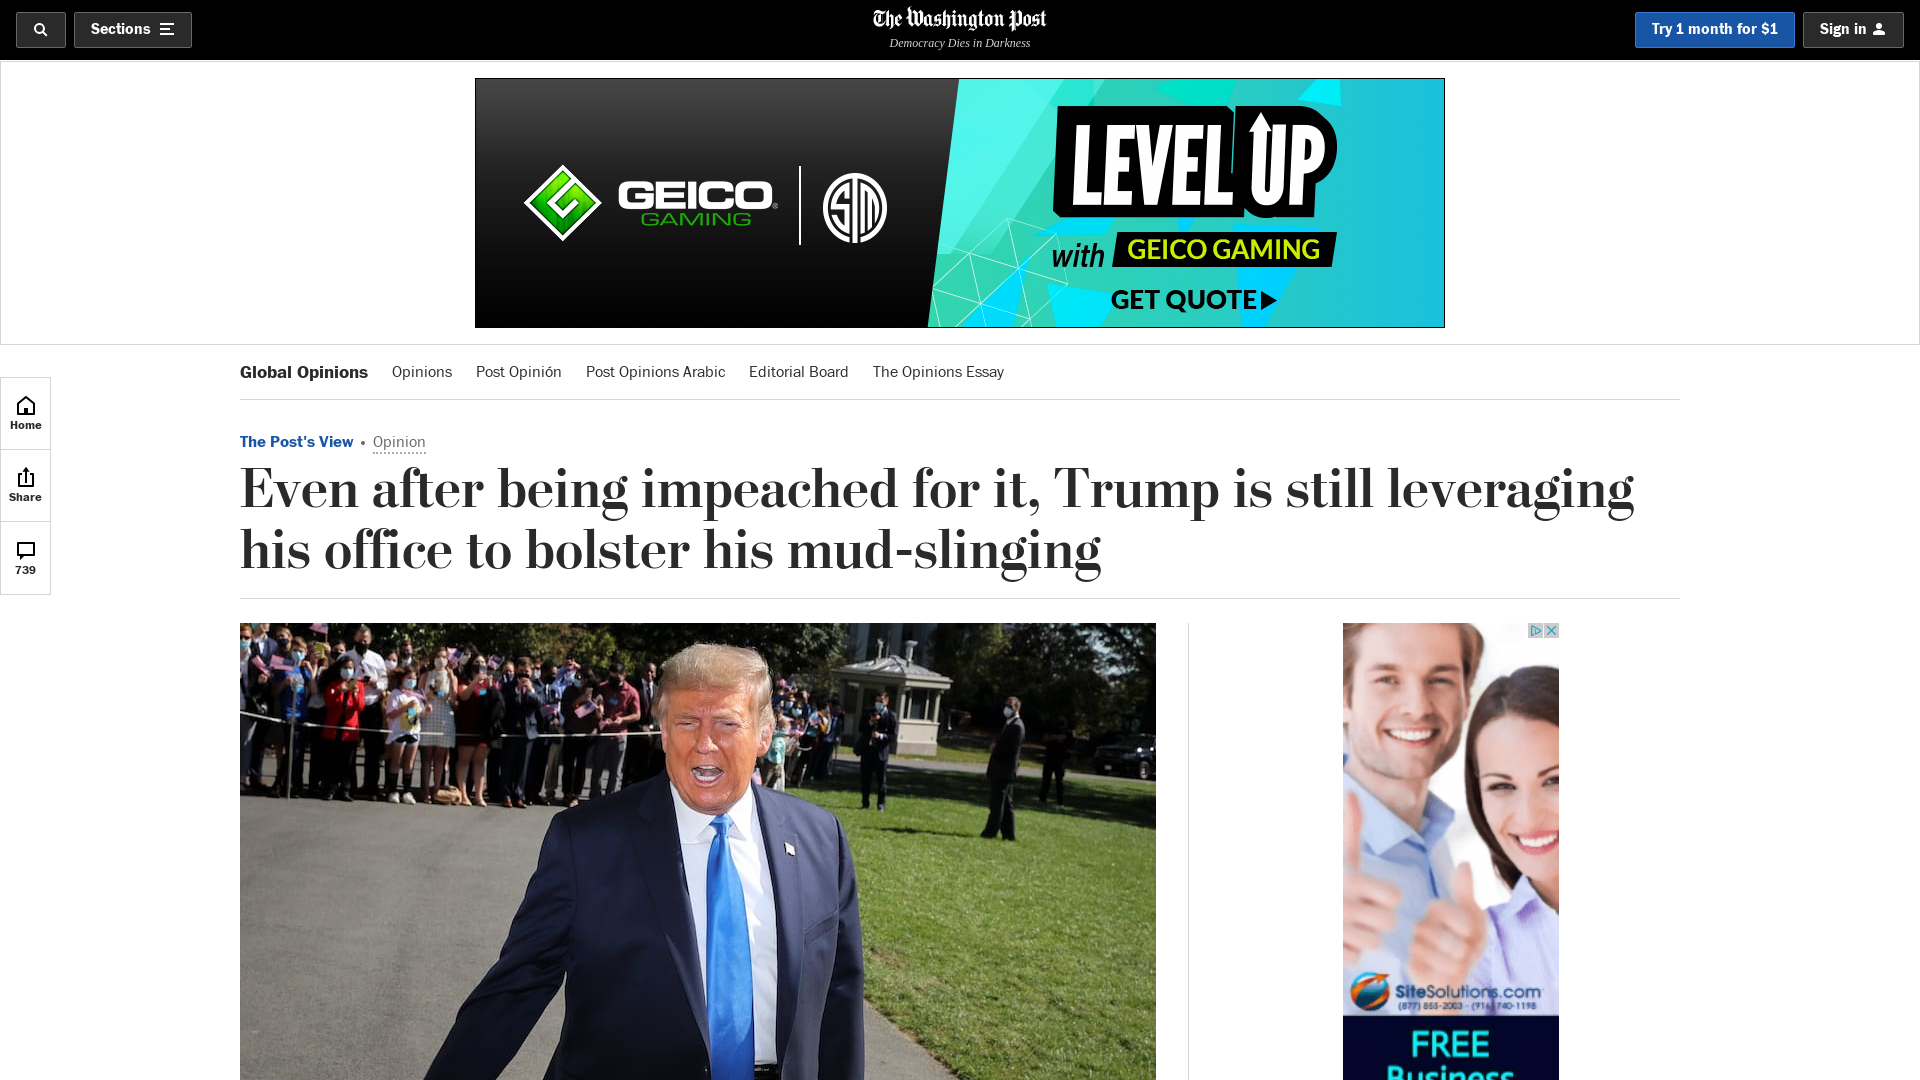 Sections
The Washington Post
Democracy Dies in Darkness
Try 1 month for $1
Sign in
GEICO
GAMING
TSM
LEVEL UP
with GEICO GAMING
GET QUOTE
Global Opinions
Opinions
Post Opinión
Post Opinions Arabic
Editorial Board
The Opinions Essay
Home
Share
739
The Post's View • Opinion
Even after being impeached for it, Trump is still leveraging
his office to bolster his mud-slinging
SiteSolutions.com
(877) 855-2003 - (916) 740-1198
FREE
Business